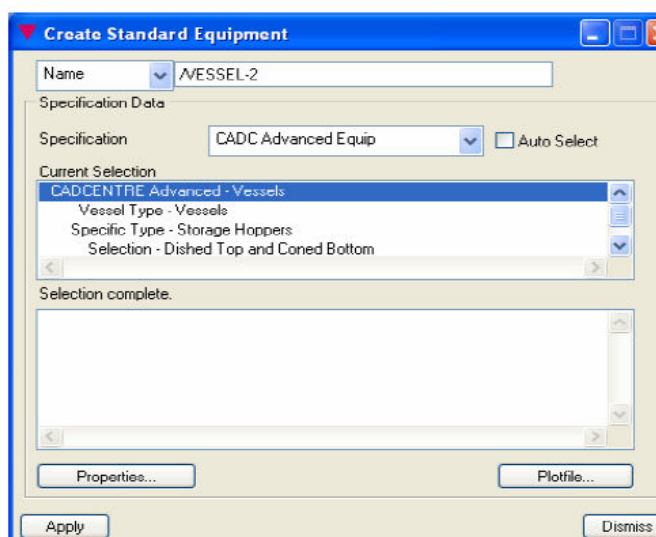 Create Standard Equipment
Name /VESSEL-2
Specification Data
Specification CADC Advanced Equip Auto Select
Current Selection
CADCENTRE Advanced - Vessels
Vessel Type - Vessels
Specific Type - Storage Hoppers
Selection - Dished Top and Coned Bottom
Selection complete.
Properties... Plotfile...
Apply Dismiss